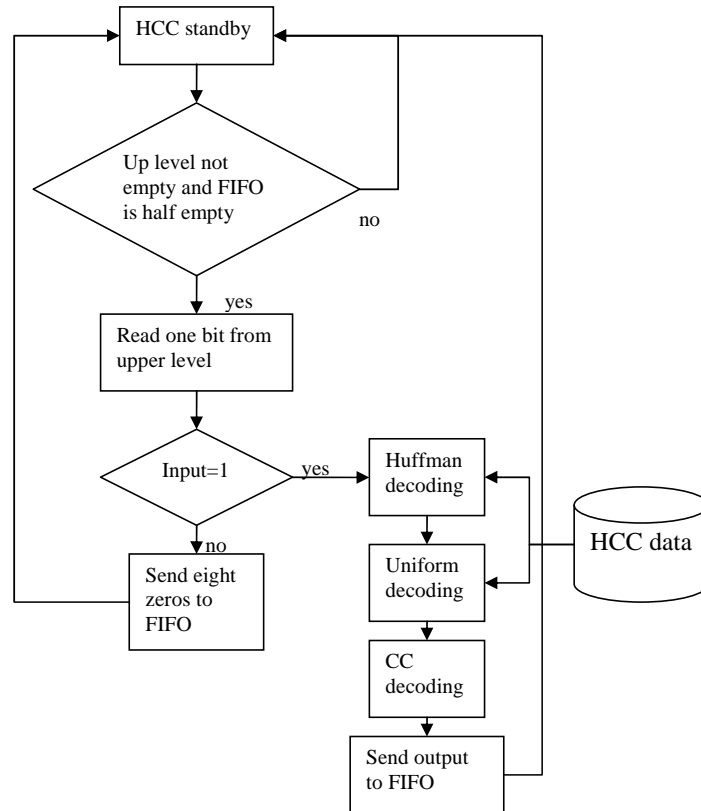 HCC standby
Up level not
empty and FIFO
is half empty
no
yes
Read one bit from
upper level
Input=1
yes
Huffman
decoding
HCC data
no
Send eight
zeros to
FIFO
Uniform
decoding
CC
decoding
Send output
to FIFO